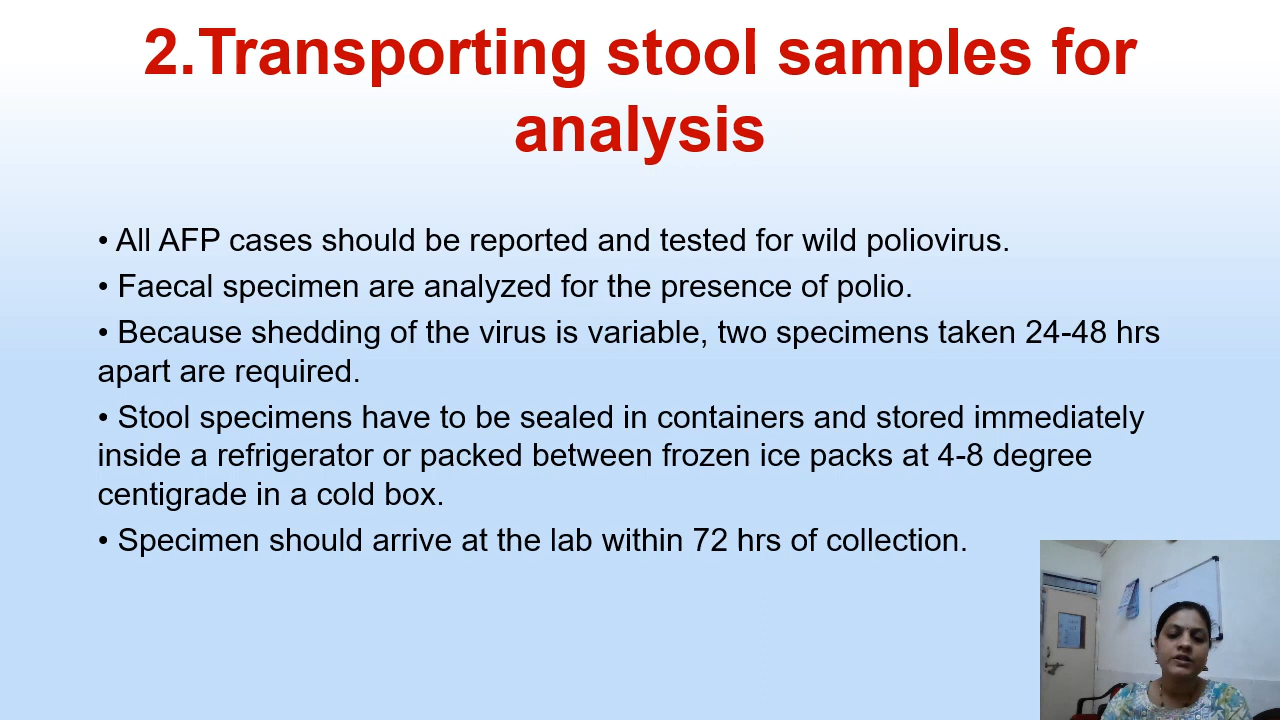 2.Transporting stool samples for
analysis
• All AFP cases should be reported and tested for wild poliovirus.
• Faecal specimen are analyzed for the presence of polio.
• Because shedding of the virus is variable, two specimens taken 24-48 hrs
apart are required.
• Stool specimens have to be sealed in containers and stored immediately
inside a refrigerator or packed between frozen ice packs at 4-8 degree
centigrade in a cold box.
• Specimen should arrive at the lab within 72 hrs of collection.